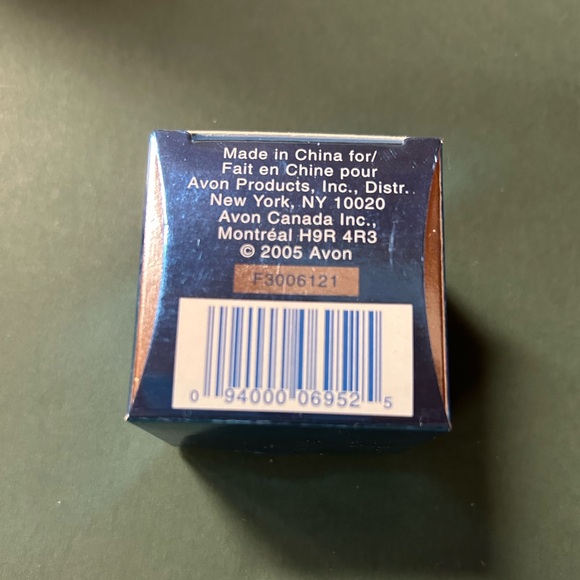 Made in China for/
Fait en Chine pour
Avon Products, Inc., Distr.
New York, NY 10020
Avon Canada Inc.,
Montréal H9R 4R3
© 2005 Avon
F3006121
0 94000 06952 5